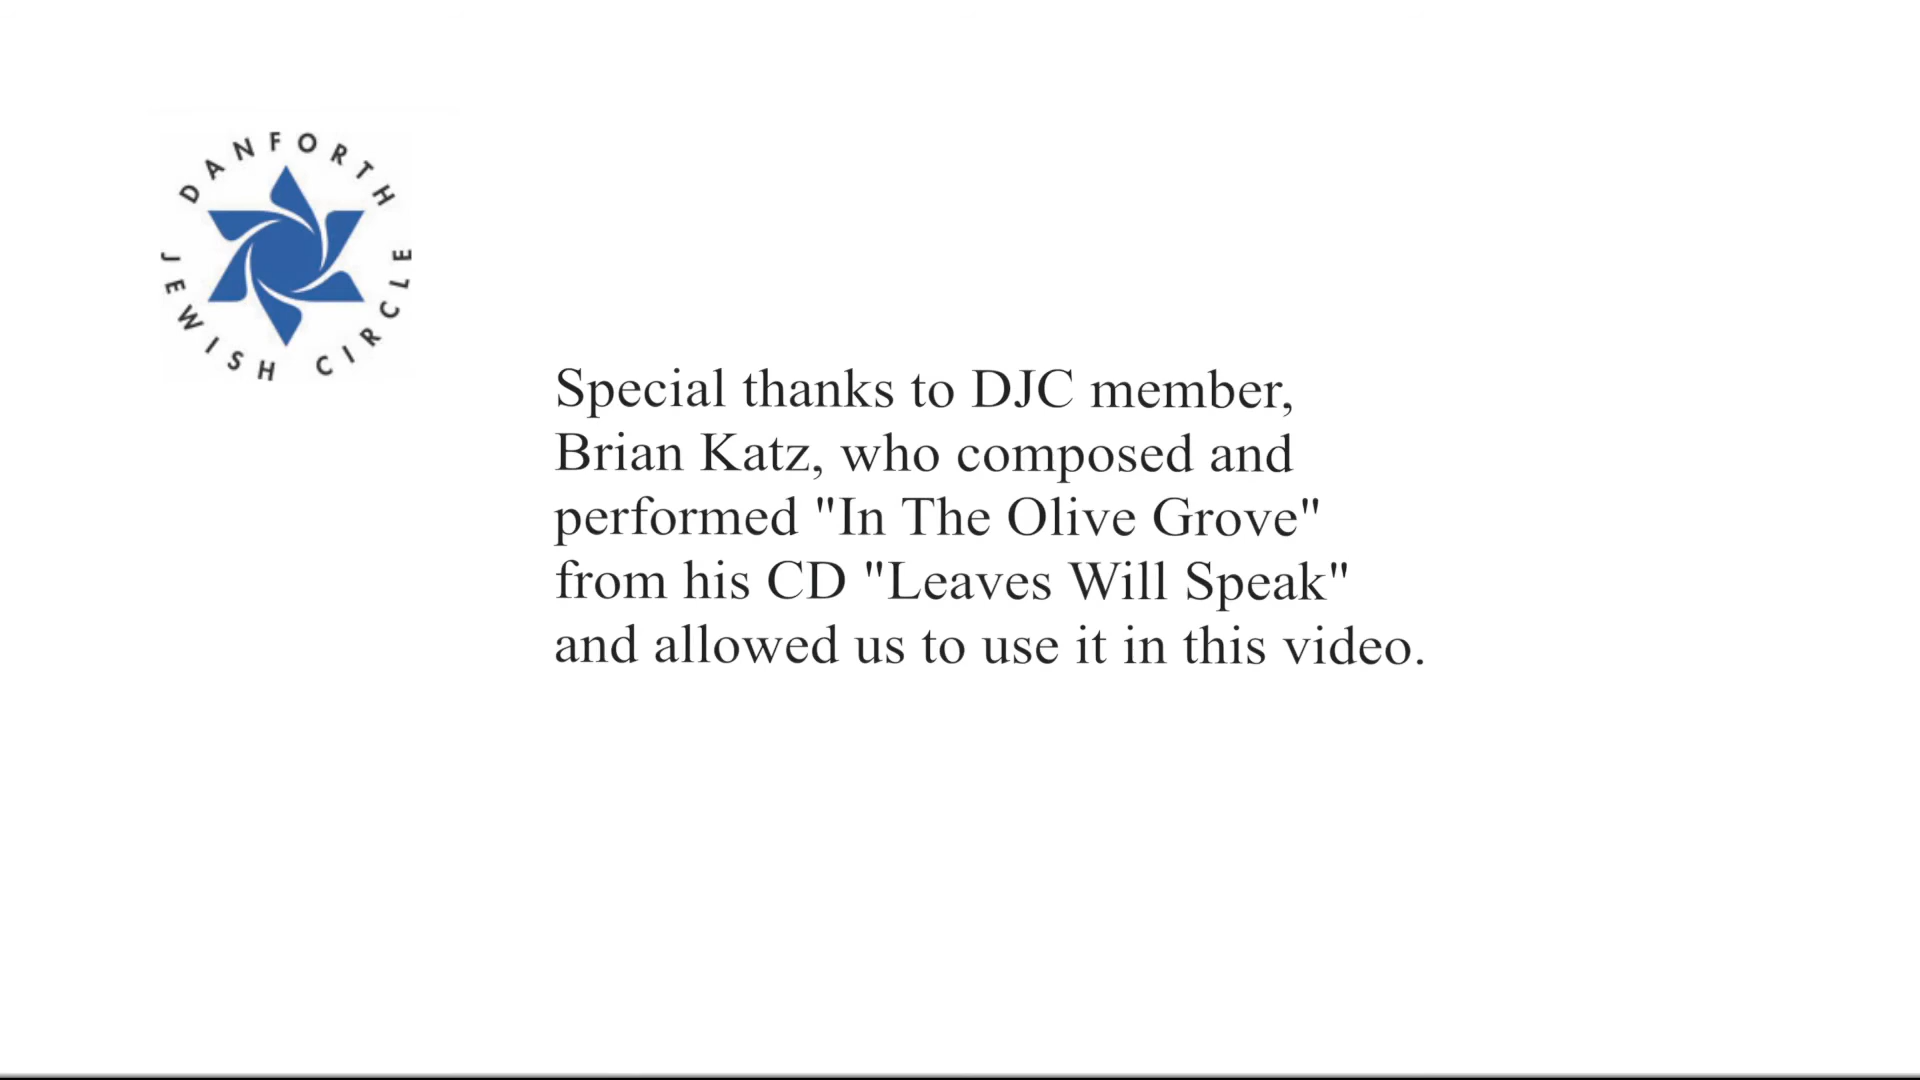 DANFORTH
JEWISH CIRCLE
Special thanks to DJC member,
Brian Katz, who composed and
performed "In The Olive Grove"
from his CD "Leaves Will Speak"
and allowed us to use it in this video.